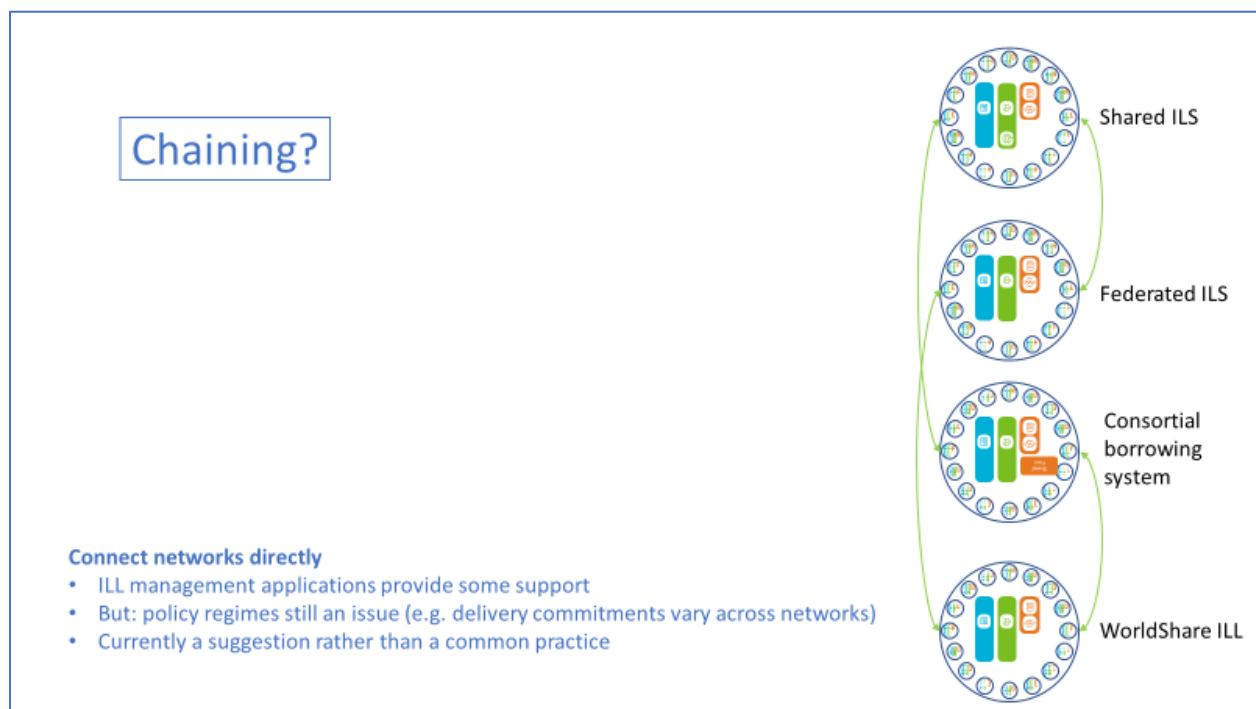 Chaining?
Shared ILS
Federated ILS
Consortial
borrowing
system
WorldShare ILL
Connect networks directly
• ILL management applications provide some support
• But: policy regimes still an issue (e.g. delivery commitments vary across networks)
• Currently a suggestion rather than a common practice